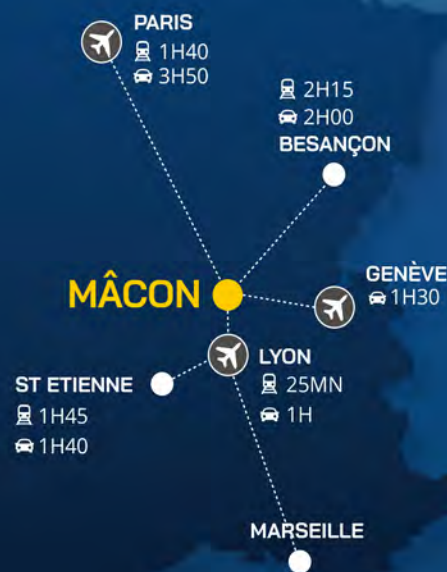 PARIS
1H40
3H50
2H15
2H00
BESANÇON
MÂCON
GENÈVE
1H30
LYON
25MN
1H
ST ETIENNE
1H45
1H40
MARSEILLE